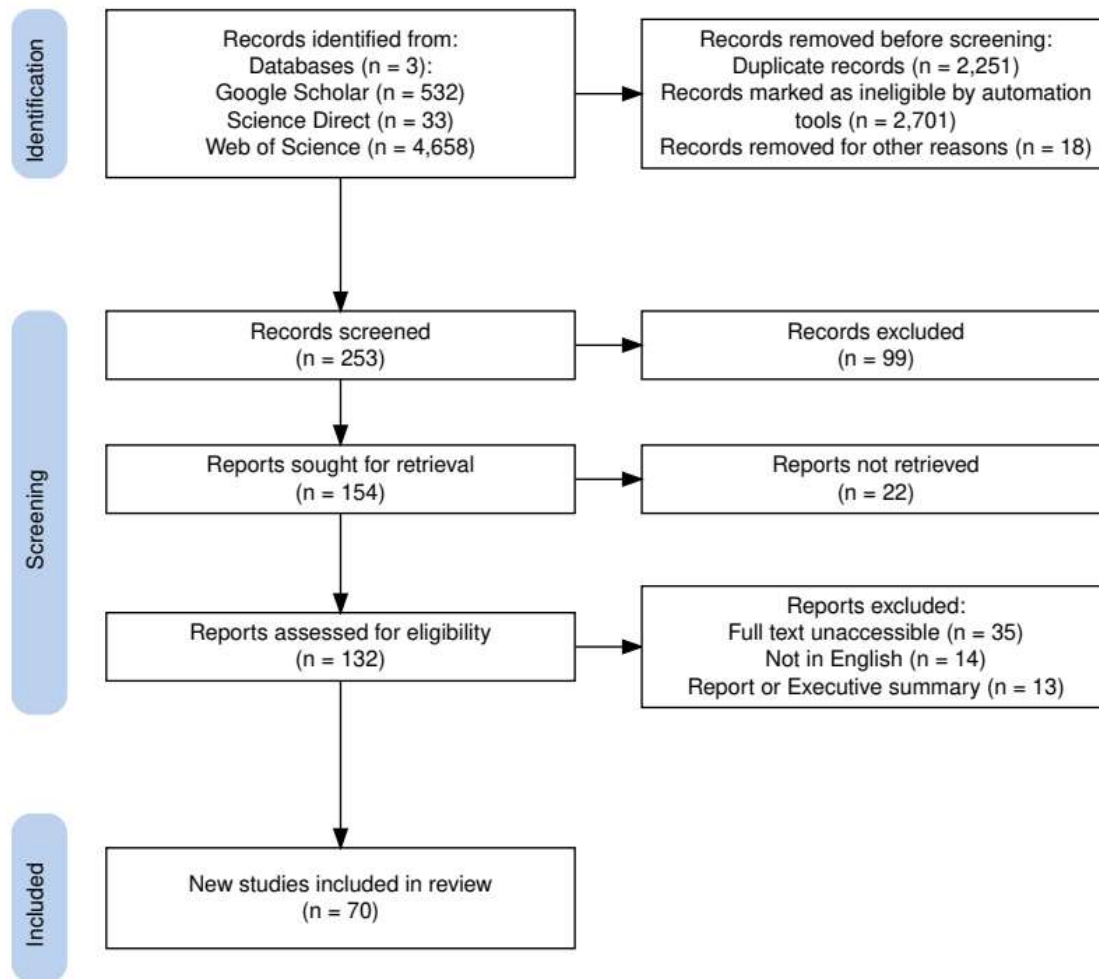 Identification
Records identified from:
Databases (n = 3):
Google Scholar (n = 532)
Science Direct (n = 33)
Web of Science (n = 4,658)
Records removed before screening:
Duplicate records (n = 2,251)
Records marked as ineligible by automation
tools (n = 2,701)
Records removed for other reasons (n = 18)
Screening
Records screened
(n = 253)
Records excluded
(n = 99)
Reports sought for retrieval
(n = 154)
Reports not retrieved
(n = 22)
Reports assessed for eligibility
(n = 132)
Reports excluded:
Full text unaccessible (n = 35)
Not in English (n = 14)
Report or Executive summary (n = 13)
Included
New studies included in review
(n = 70)